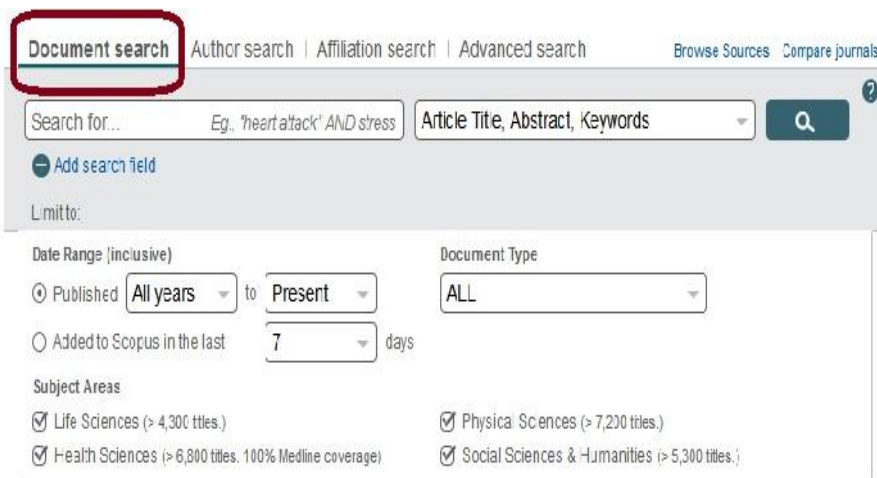 Document search | Author search | Affiliation search | Advanced search Browse Sources Compare journals
Search for... Eg., "heart attack" AND stress Article Title, Abstract, Keywords
Add search field
Limit to:
Date Range (inclusive) Document Type
Published All years to Present ALL
Added to Scopus in the last 7 days
Subject Areas
Life Sciences (> 4,300 titles.) Physical Sciences (> 7,200 titles.)
Health Sciences (> 6,800 titles. 100% Medline coverage) Social Sciences & Humanities (> 5,300 titles.)